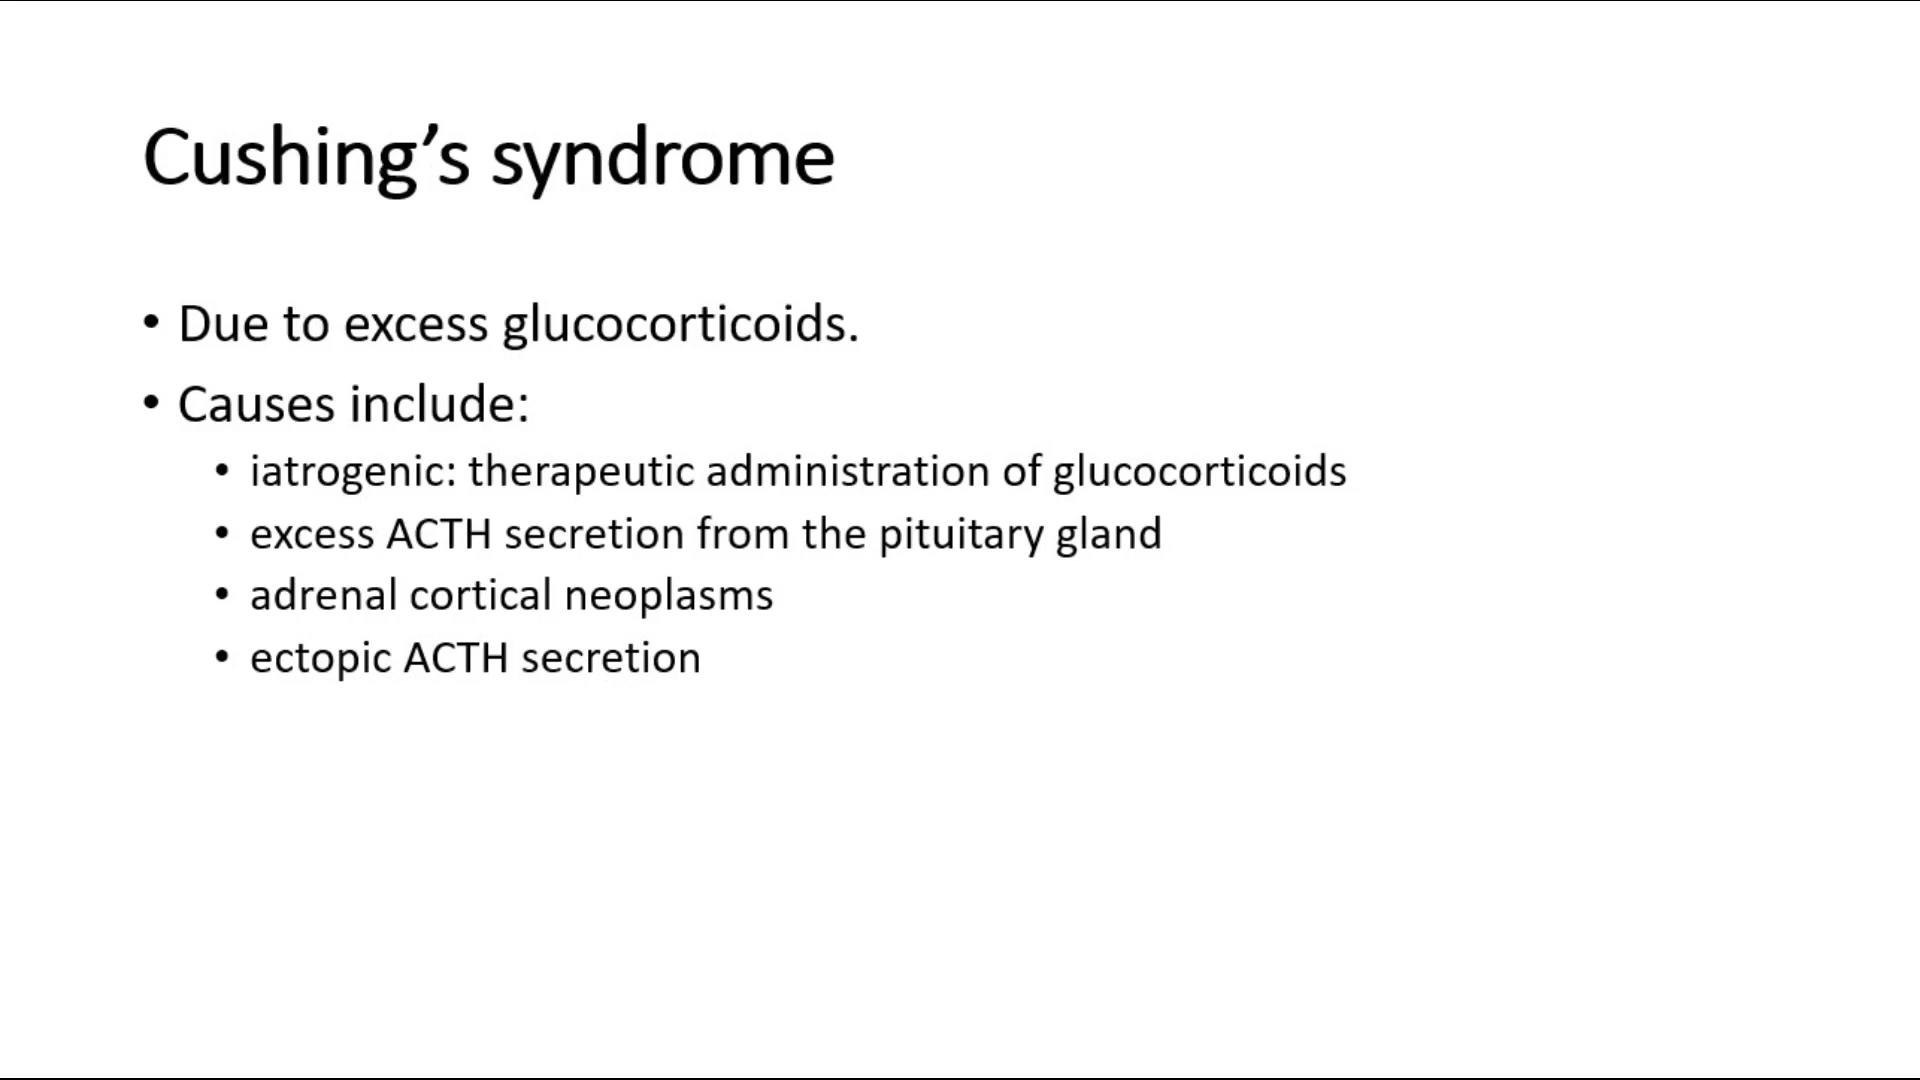 Cushing’s syndrome
• Due to excess glucocorticoids.
• Causes include:
• iatrogenic: therapeutic administration of glucocorticoids
• excess ACTH secretion from the pituitary gland
• adrenal cortical neoplasms
• ectopic ACTH secretion